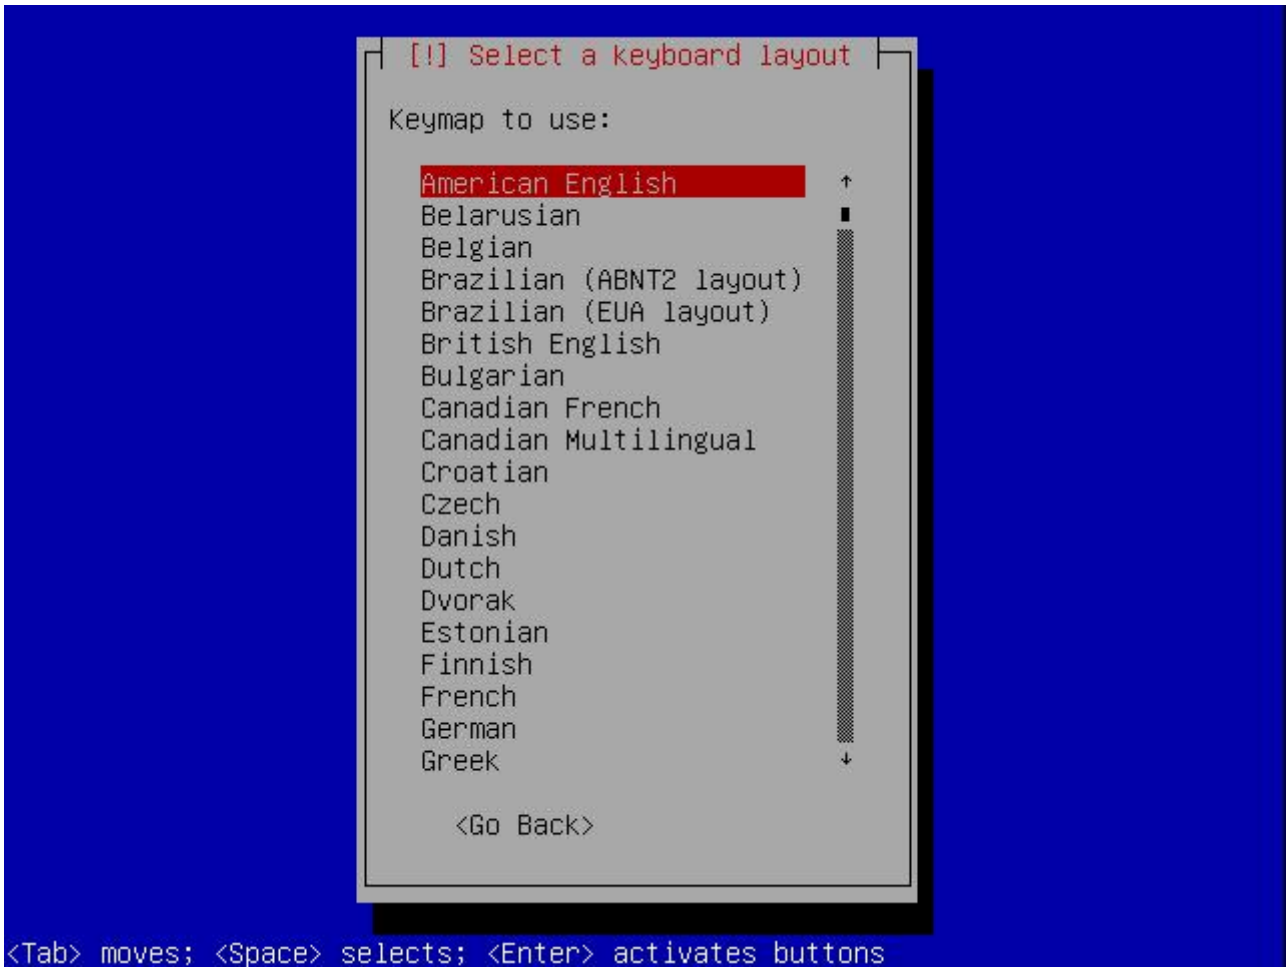 [!] Select a keyboard layout
Keymap to use:
American English
Belarusian
Belgian
Brazilian (ABNT2 layout)
Brazilian (EUA layout)
British English
Bulgarian
Canadian French
Canadian Multilingual
Croatian
Czech
Danish
Dutch
Dvorak
Estonian
Finnish
French
German
Greek
<Go Back>
<Tab> moves; <Space> selects; <Enter> activates buttons